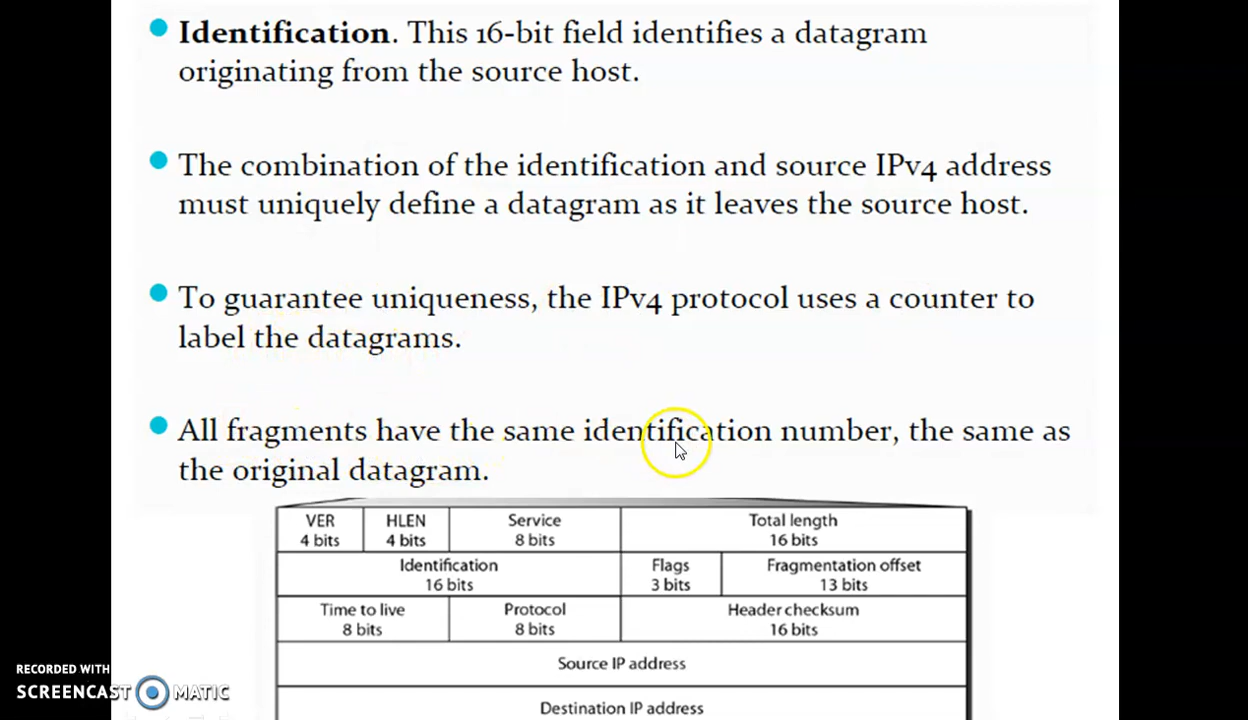 Identification. This 16-bit field identifies a datagram
originating from the source host.
The combination of the identification and source IPv4 address
must uniquely define a datagram as it leaves the source host.
To guarantee uniqueness, the IPv4 protocol uses a counter to
label the datagrams.
All fragments have the same identification number, the same as
the original datagram.
VER HLEN Service Total length
4 bits 4 bits 8 bits 16 bits
Identification Flags Fragmentation offset
16 bits 3 bits 13 bits
Time to live Protocol Header checksum
8 bits 8 bits 16 bits
Source IP address
Destination IP address
RECORDED WITH
SCREENCAST MATIC